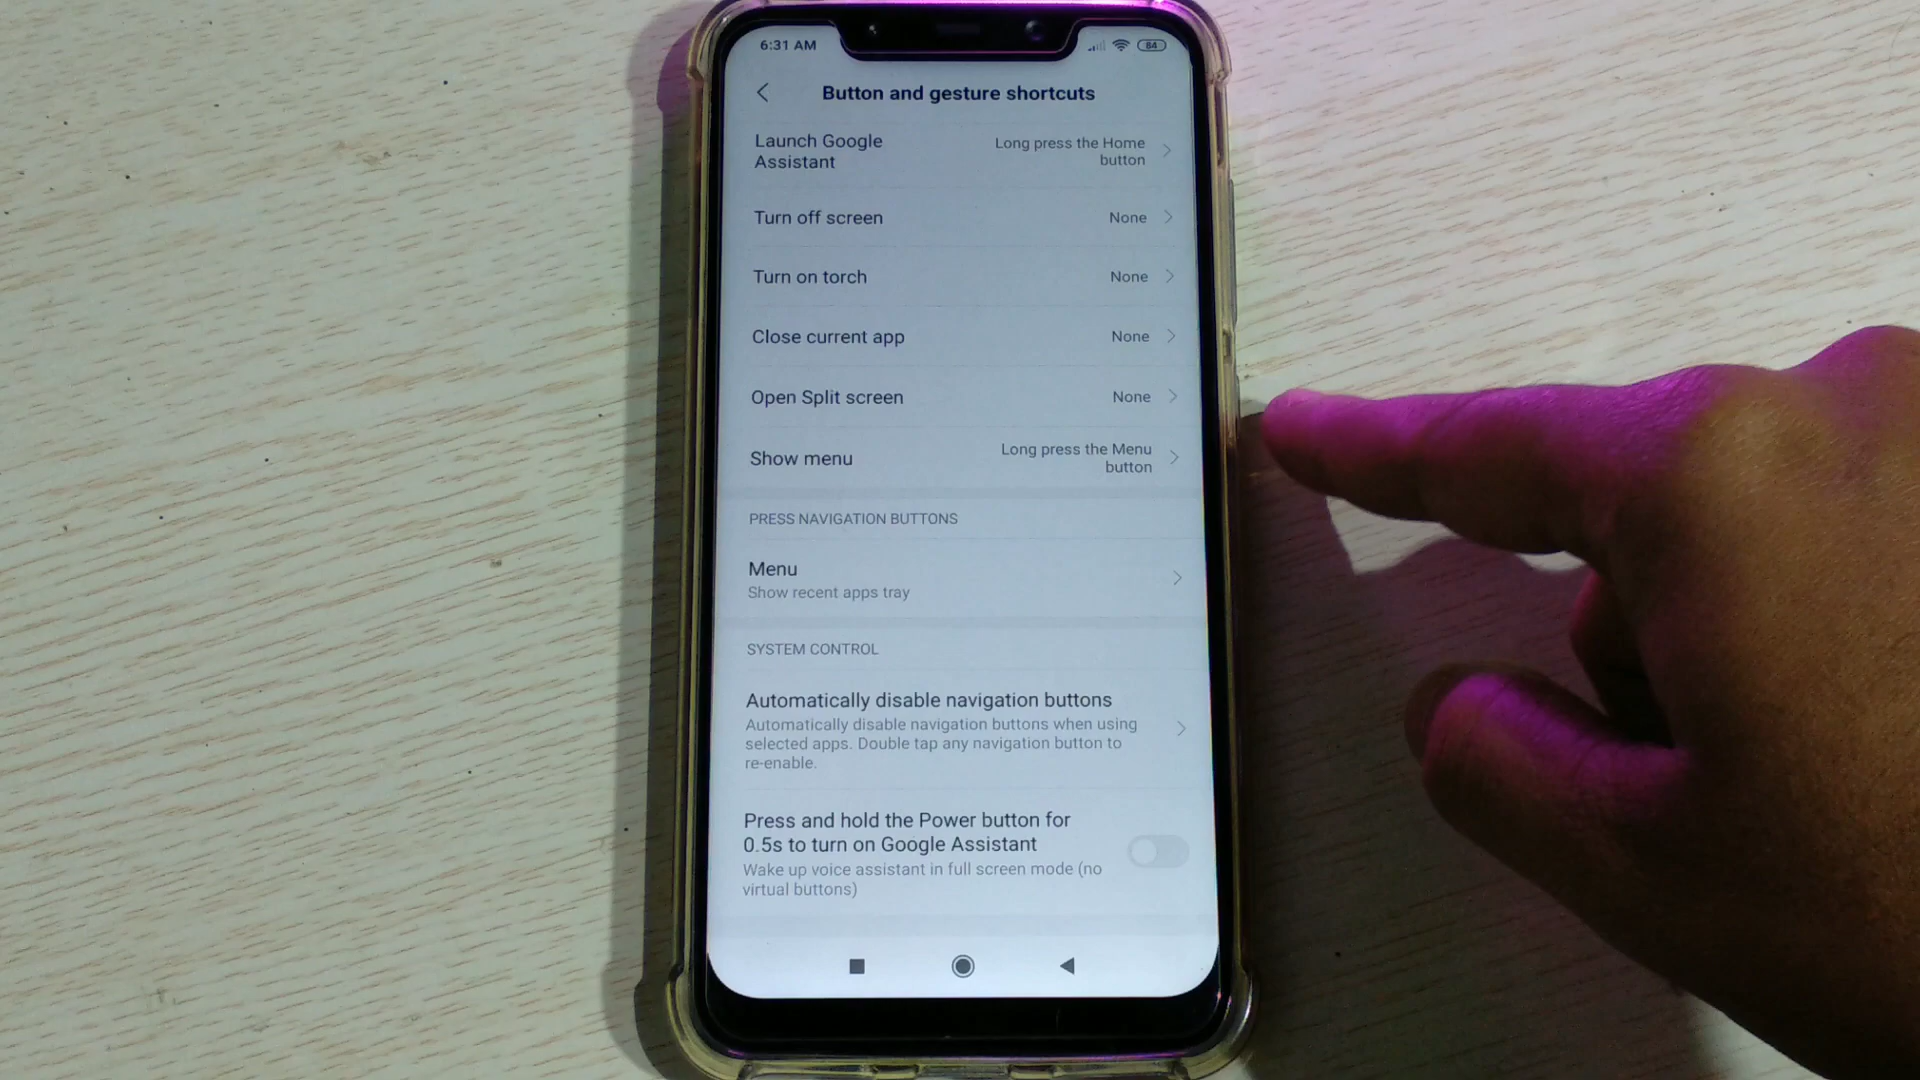 6:31 AM
84
Button and gesture shortcuts
Launch Google
Assistant
Long press the Home
button
Turn off screen
None
Turn on torch
None
Close current app
None
Open Split screen
None
Show menu
Long press the Menu
button
PRESS NAVIGATION BUTTONS
Menu
Show recent apps tray
SYSTEM CONTROL
Automatically disable navigation buttons
Automatically disable navigation buttons when using
selected apps. Double tap any navigation button to
re-enable.
Press and hold the Power button for
0.5s to turn on Google Assistant
Wake up voice assistant in full screen mode (no
virtual buttons)